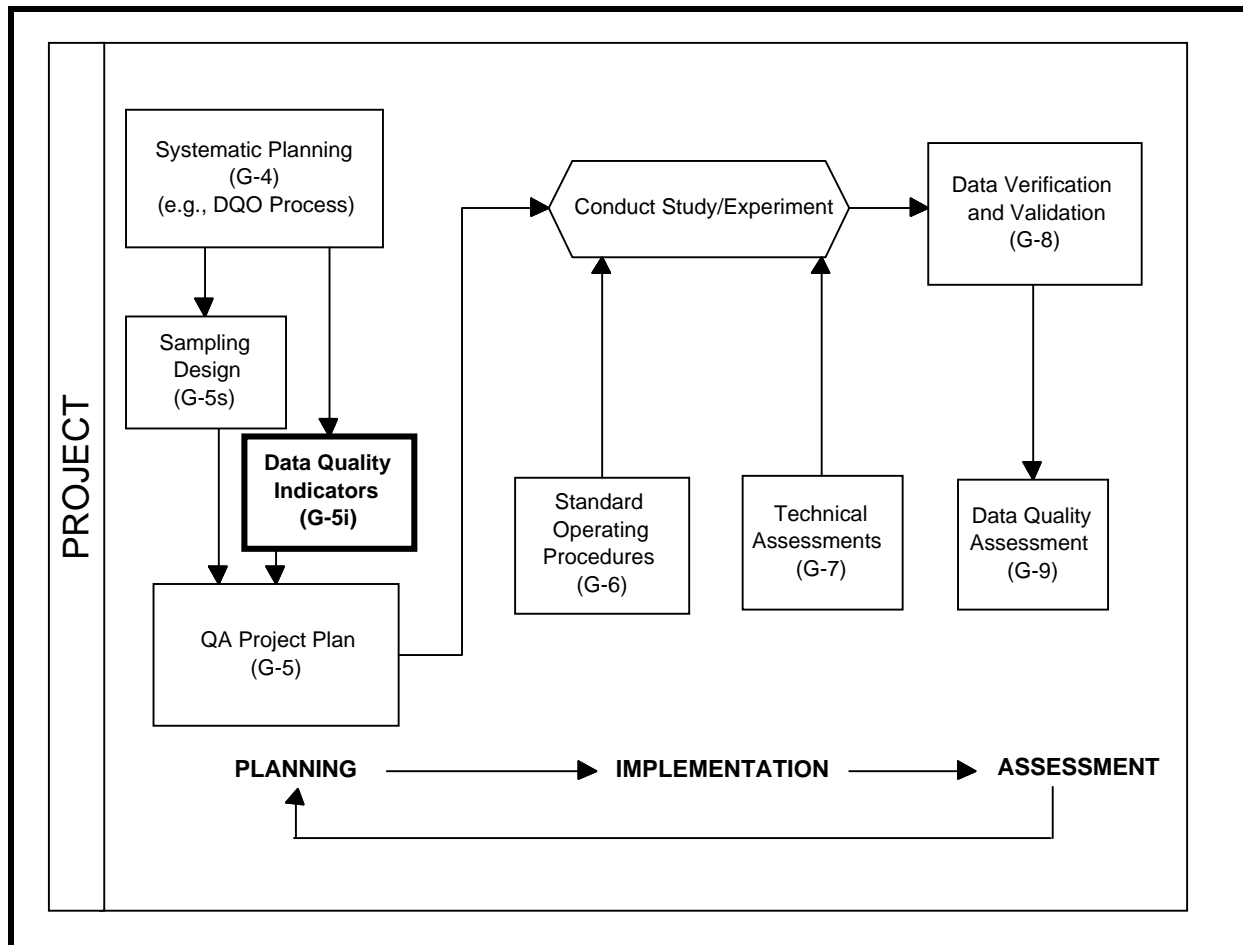 PROJECT
Systematic Planning
(G-4)
(e.g., DQO Process)
Sampling
Design
(G-5s)
Data Quality
Indicators
(G-5i)
QA Project Plan
(G-5)
Conduct Study/Experiment
Standard
Operating
Procedures
(G-6)
Technical
Assessments
(G-7)
Data Verification
and Validation
(G-8)
Data Quality
Assessment
(G-9)
PLANNING
IMPLEMENTATION
ASSESSMENT